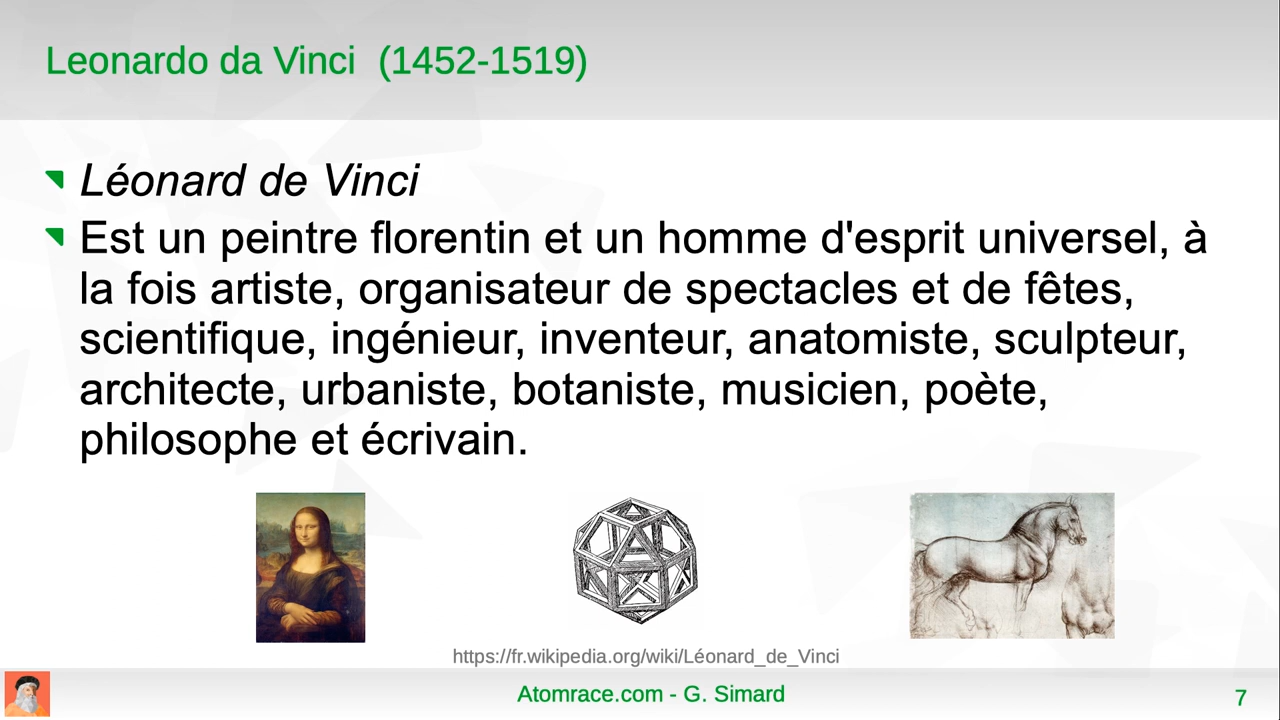 Leonardo da Vinci (1452-1519)
Léonard de Vinci
Est un peintre florentin et un homme d'esprit universel, à
la fois artiste, organisateur de spectacles et de fêtes,
scientifique, ingénieur, inventeur, anatomiste, sculpteur,
architecte, urbaniste, botaniste, musicien, poète,
philosophe et écrivain.
https://fr.wikipedia.org/wiki/Léonard_de_Vinci
Atomrace.com - G. Simard
7